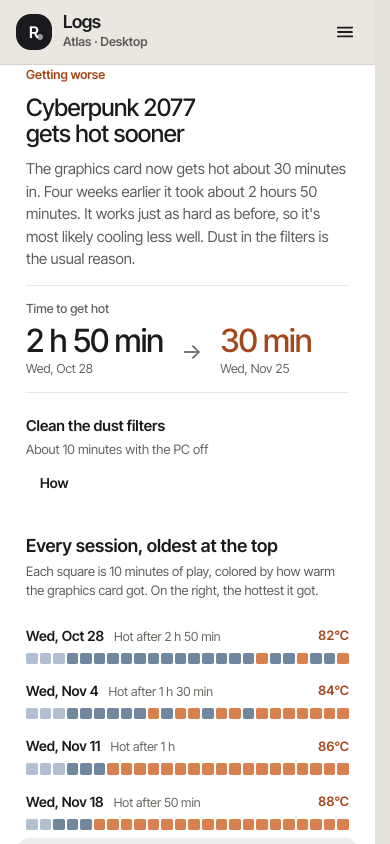 R
Logs
Atlas · Desktop
Getting worse
Cyberpunk 2077
gets hot sooner
The graphics card now gets hot about 30 minutes
in. Four weeks earlier it took about 2 hours 50
minutes. It works just as hard as before, so it's
most likely cooling less well. Dust in the filters is
the usual reason.
Time to get hot
2 h 50 min → 30 min
Wed, Oct 28 Wed, Nov 25
Clean the dust filters
About 10 minutes with the PC off
How
Every session, oldest at the top
Each square is 10 minutes of play, colored by how warm
the graphics card got. On the right, the hottest it got.
Wed, Oct 28 Hot after 2 h 50 min 82°C
Wed, Nov 4 Hot after 1 h 30 min 84°C
Wed, Nov 11 Hot after 1 h 86°C
Wed, Nov 18 Hot after 50 min 88°C